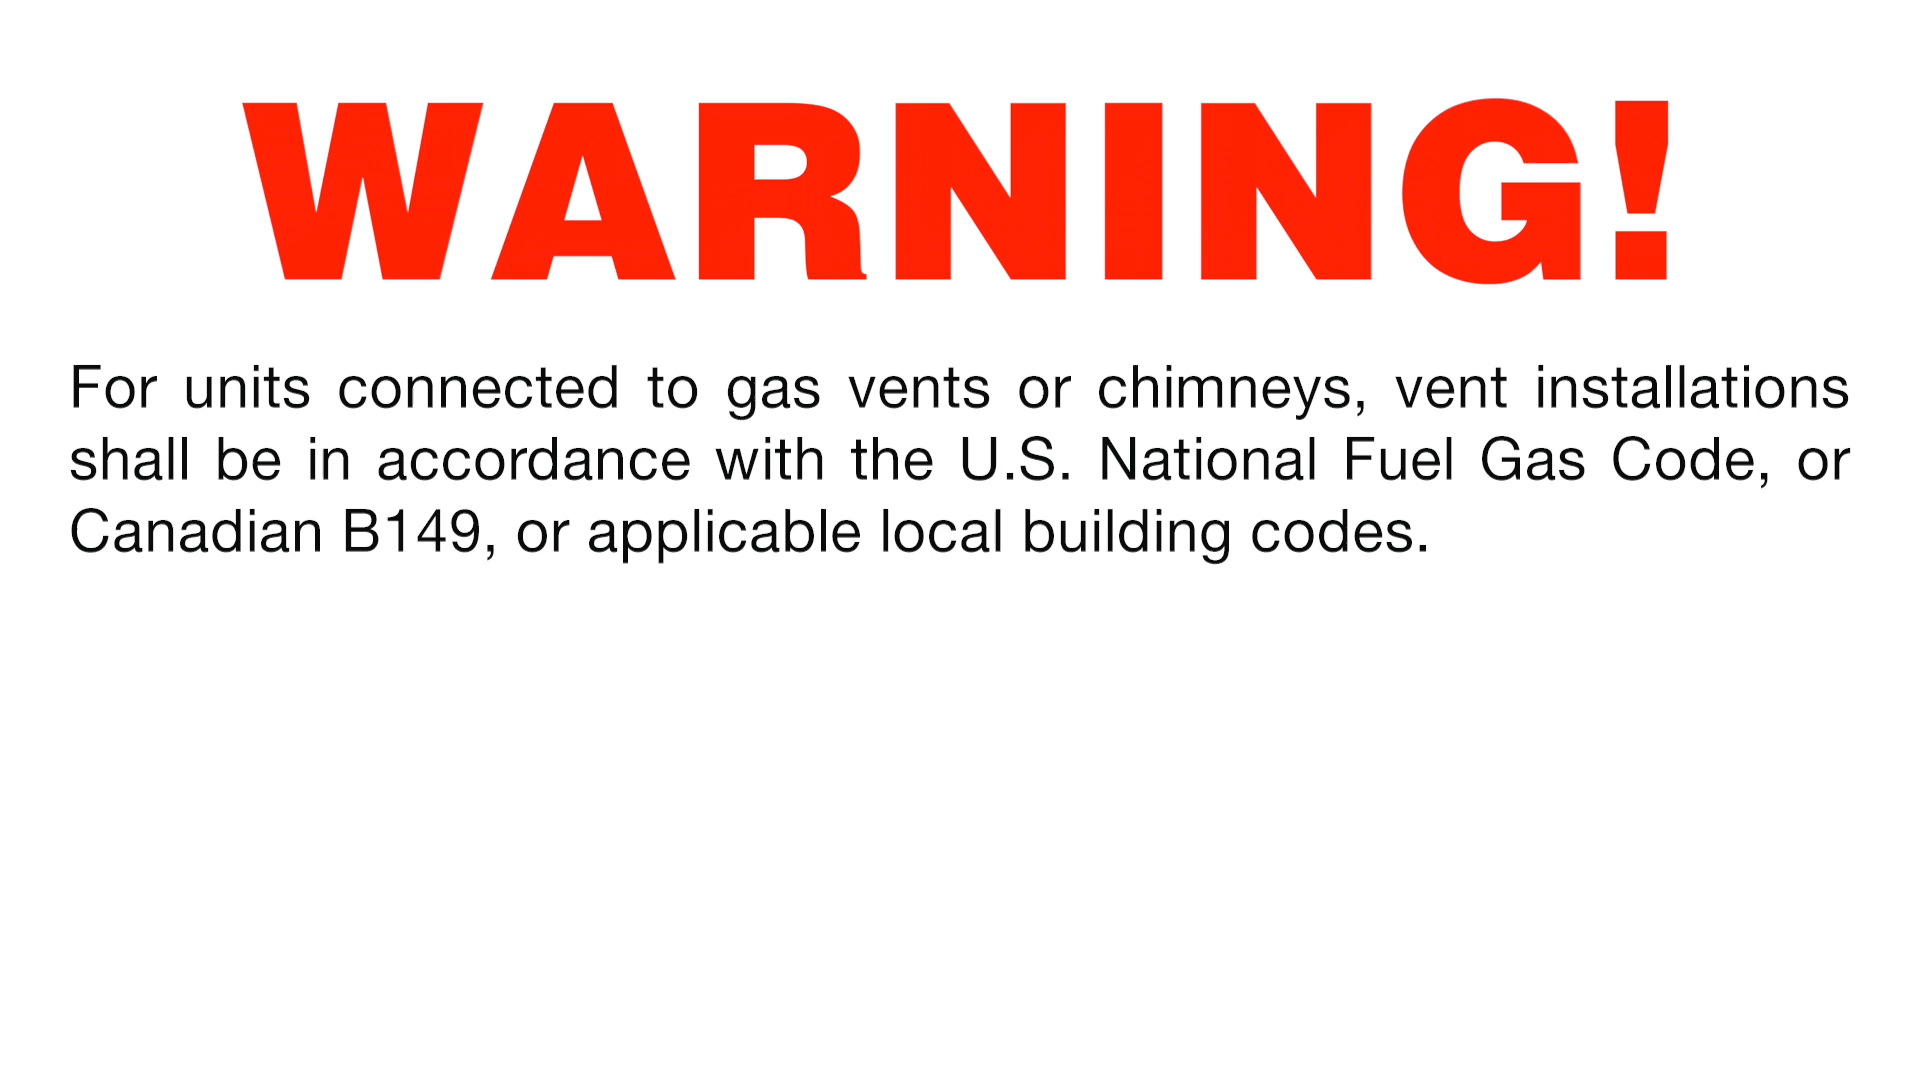 WARNING!
For units connected to gas vents or chimneys, vent installations
shall be in accordance with the U.S. National Fuel Gas Code, or
Canadian B149, or applicable local building codes.